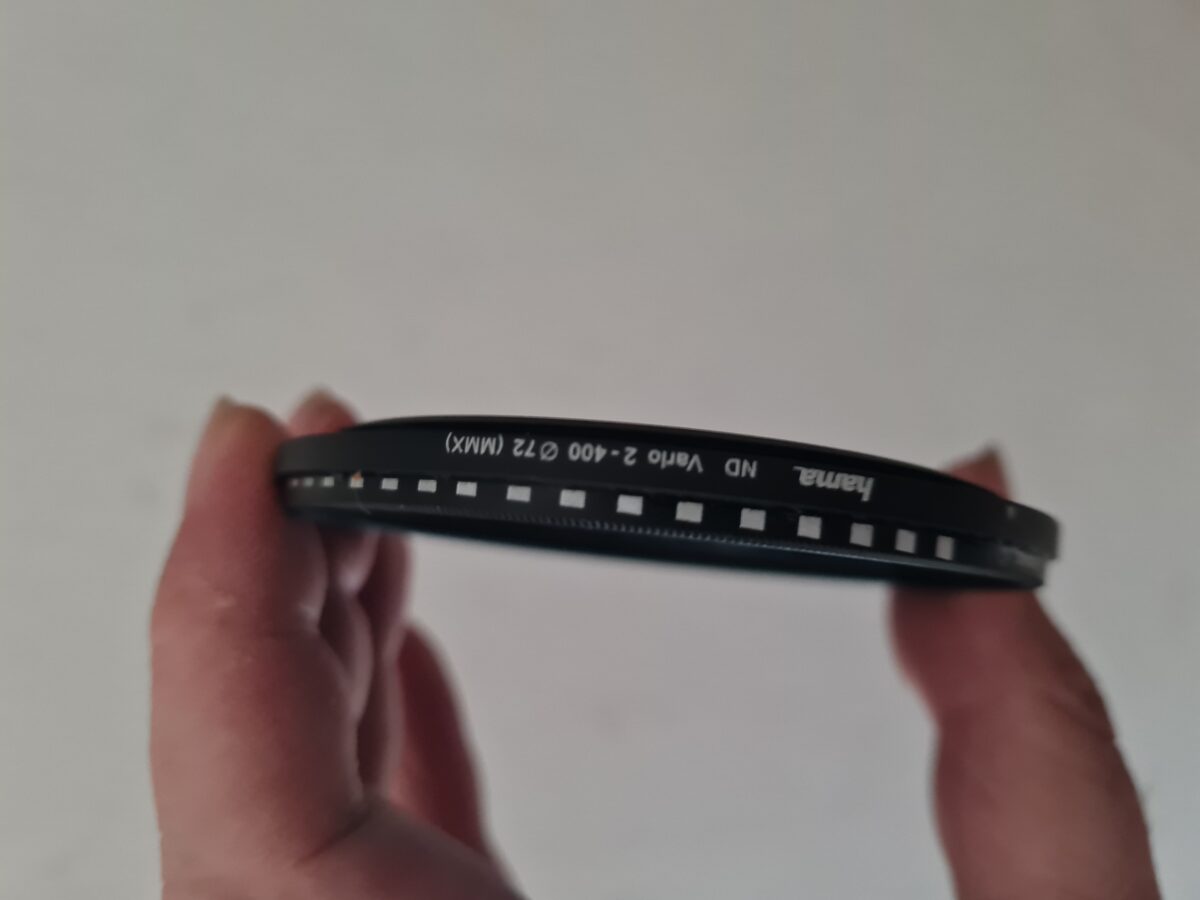 hama ND Vario 2-400 ∅72 (MMX)